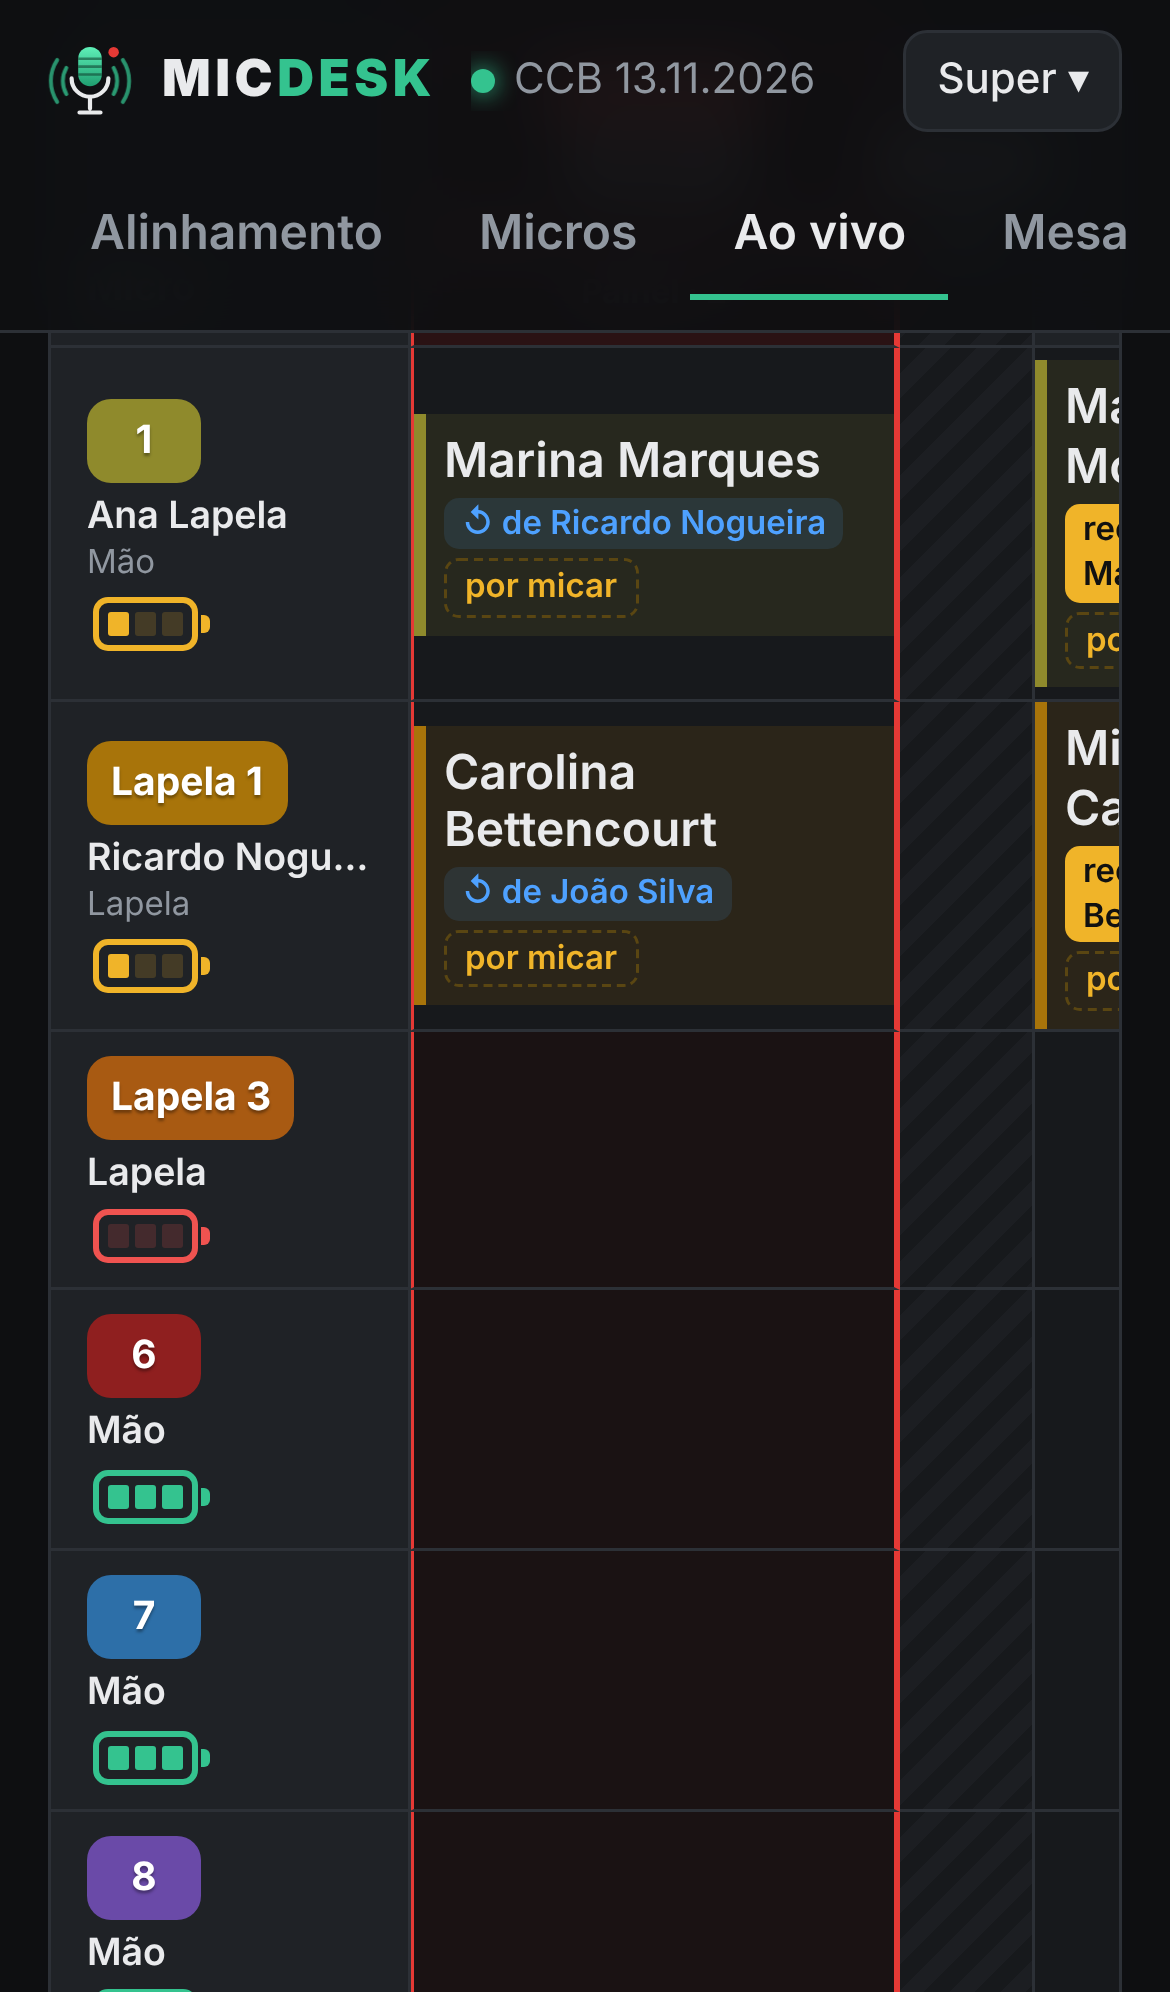 MICDESK
CCB 13.11.2026
Super ▾
Alinhamento
Micros
Ao vivo
Mesa
1
Ana Lapela
Mão
Marina Marques
de Ricardo Nogueira
por micar
Lapela 1
Ricardo Nogu...
Lapela
Carolina
Bettencourt
de João Silva
por micar
Mi
Lapela 3
Lapela
6
Mão
7
Mão
8
Mão